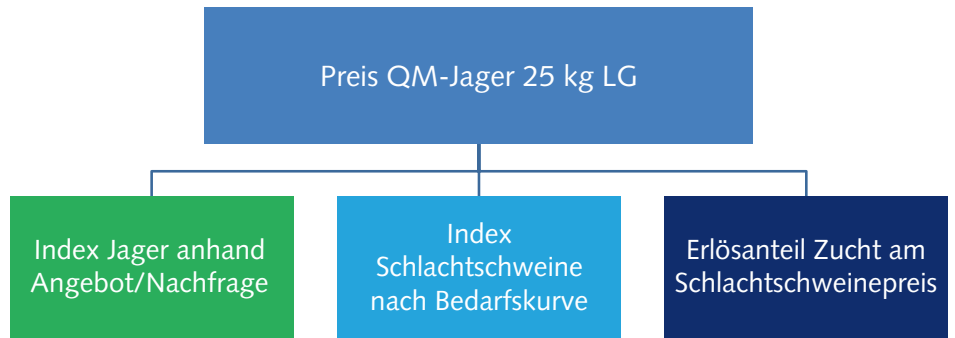 Preis QM-Jager 25 kg LG
Index Jager anhand
Angebot/Nachfrage
Index
Schlachtschweine
nach Bedarfskurve
Erlösanteil Zucht am
Schlachtschweinepreis